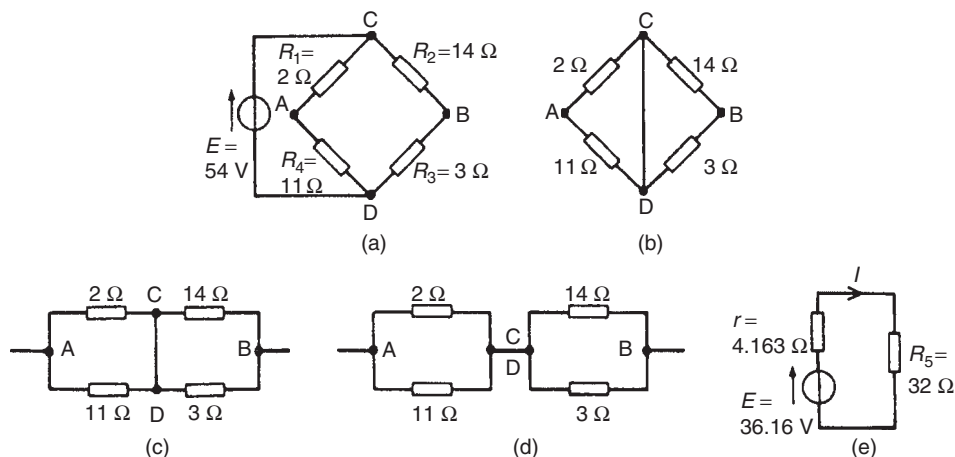 C
R1=
2 Ω
R2=14 Ω
A
B
E=
54 V
R4=
11 Ω
R3= 3 Ω
D
(a)
C
2 Ω
14 Ω
A
B
11 Ω
3 Ω
D
(b)
2 Ω
C
14 Ω
A
B
11 Ω
D
3 Ω
(c)
2 Ω
14 Ω
A
C
D
B
11 Ω
3 Ω
(d)
I
r=
4.163 Ω
R5=
32 Ω
E=
36.16 V
(e)